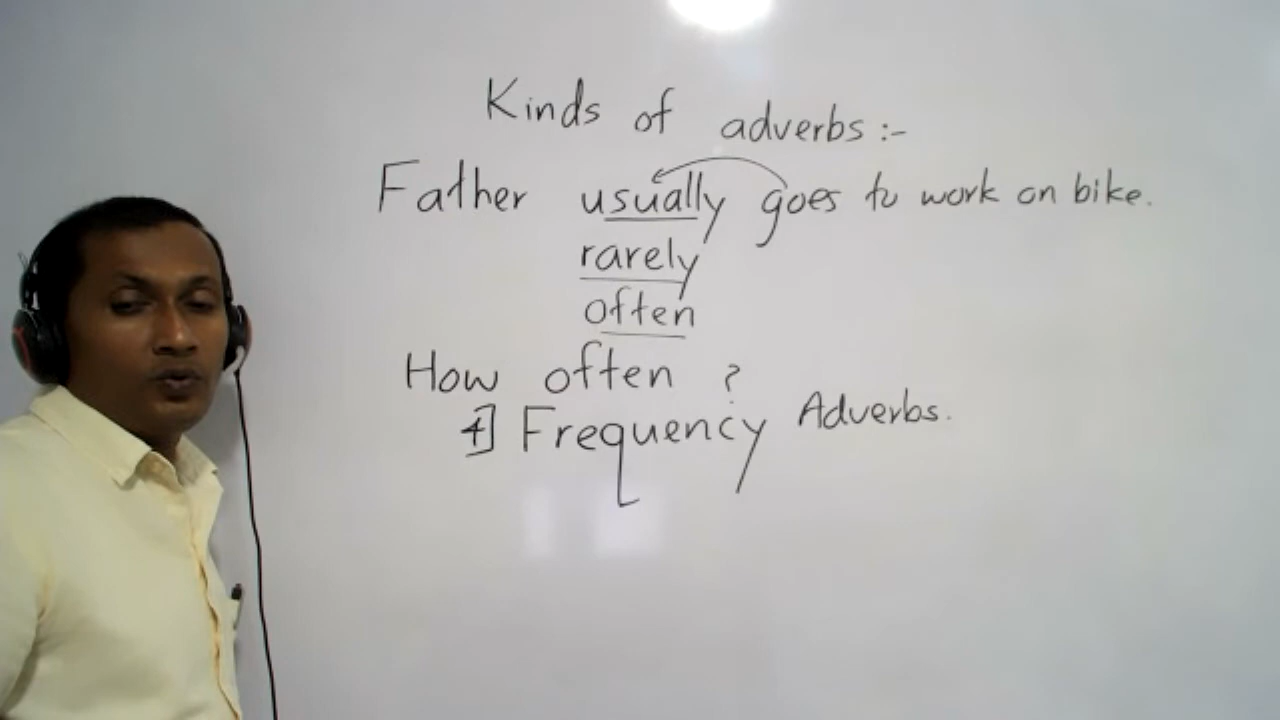 Kinds of adverbs :-
Father usually goes to work on bike.
rarely
often
How often ?
4] Frequency Adverbs.